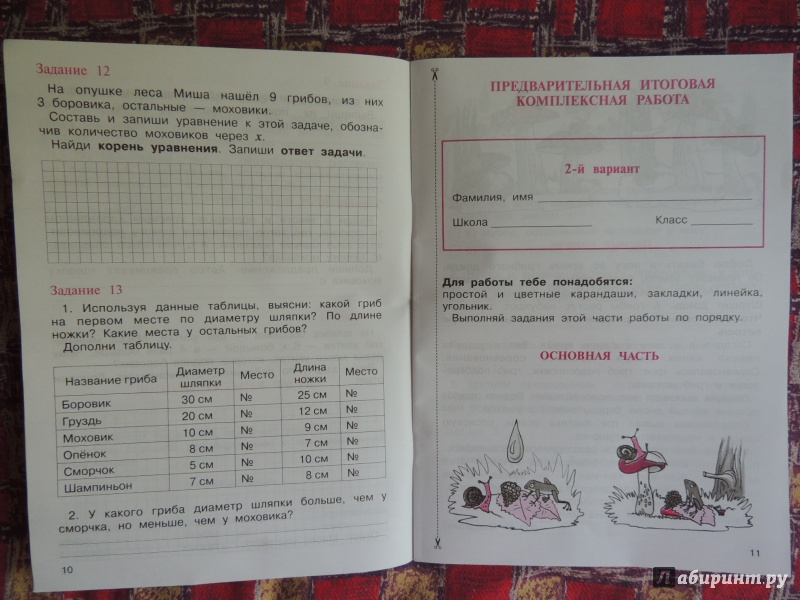 Задание 12
На опушке леса Миша нашёл 9 грибов, из них
3 боровика, остальные — моховики.
Составь и запиши уравнение к этой задаче, обозна-
чив количество моховиков через x.
Найди корень уравнения. Запиши ответ задачи.
Задание 13
1. Используя данные таблицы, выясни: какой гриб
на первом месте по диаметру шляпки? По длине
ножки? Какие места у остальных грибов?
Дополни таблицу.
Название гриба Диаметр шляпки Место Длина ножки Место
Боровик 30 см № 25 см №
Груздь 20 см № 12 см №
Моховик 10 см № 9 см №
Опёнок 8 см № 7 см №
Сморчок 5 см № 10 см №
Шампиньон 7 см № 8 см №
2. У какого гриба диаметр шляпки больше, чем у
сморчка, но меньше, чем у моховика?
10
ПРЕДВАРИТЕЛЬНАЯ ИТОГОВАЯ
КОМПЛЕКСНАЯ РАБОТА
2-й вариант
Фамилия, имя
Школа Класс
Для работы тебе понадобятся:
простой и цветные карандаши, закладки, линейка,
угольник.
Выполняй задания этой части работы по порядку.
ОСНОВНАЯ ЧАСТЬ
11
Лабиринт.ру